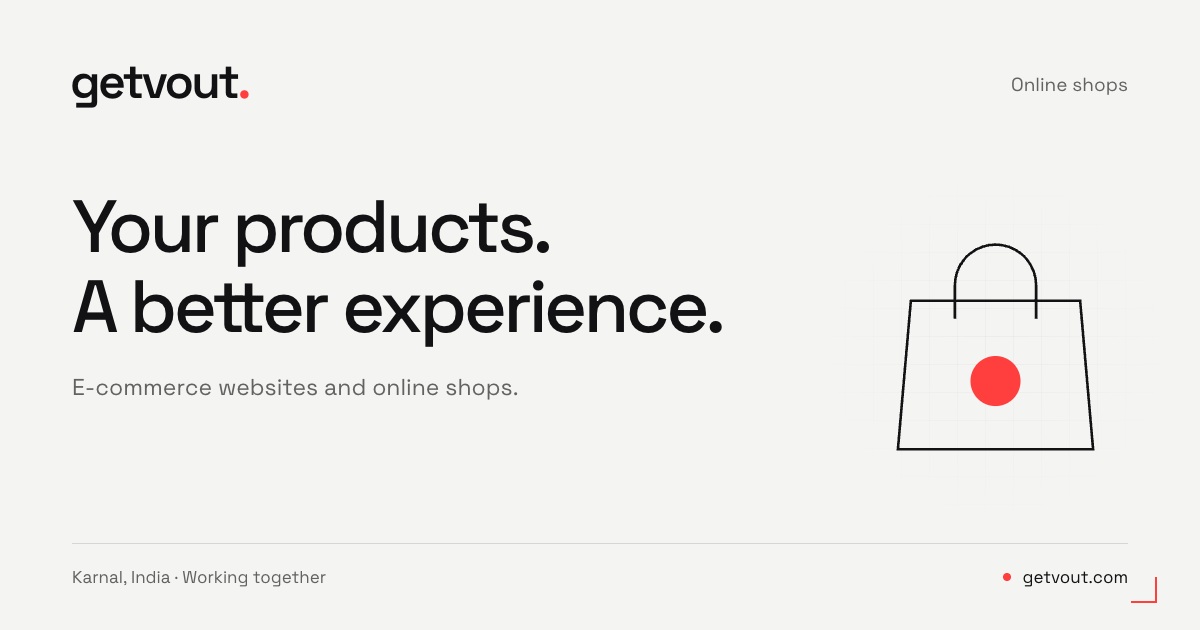 getvout.
Online shops
Your products.
A better experience.
E-commerce websites and online shops.
Karnal, India · Working together
getvout.com